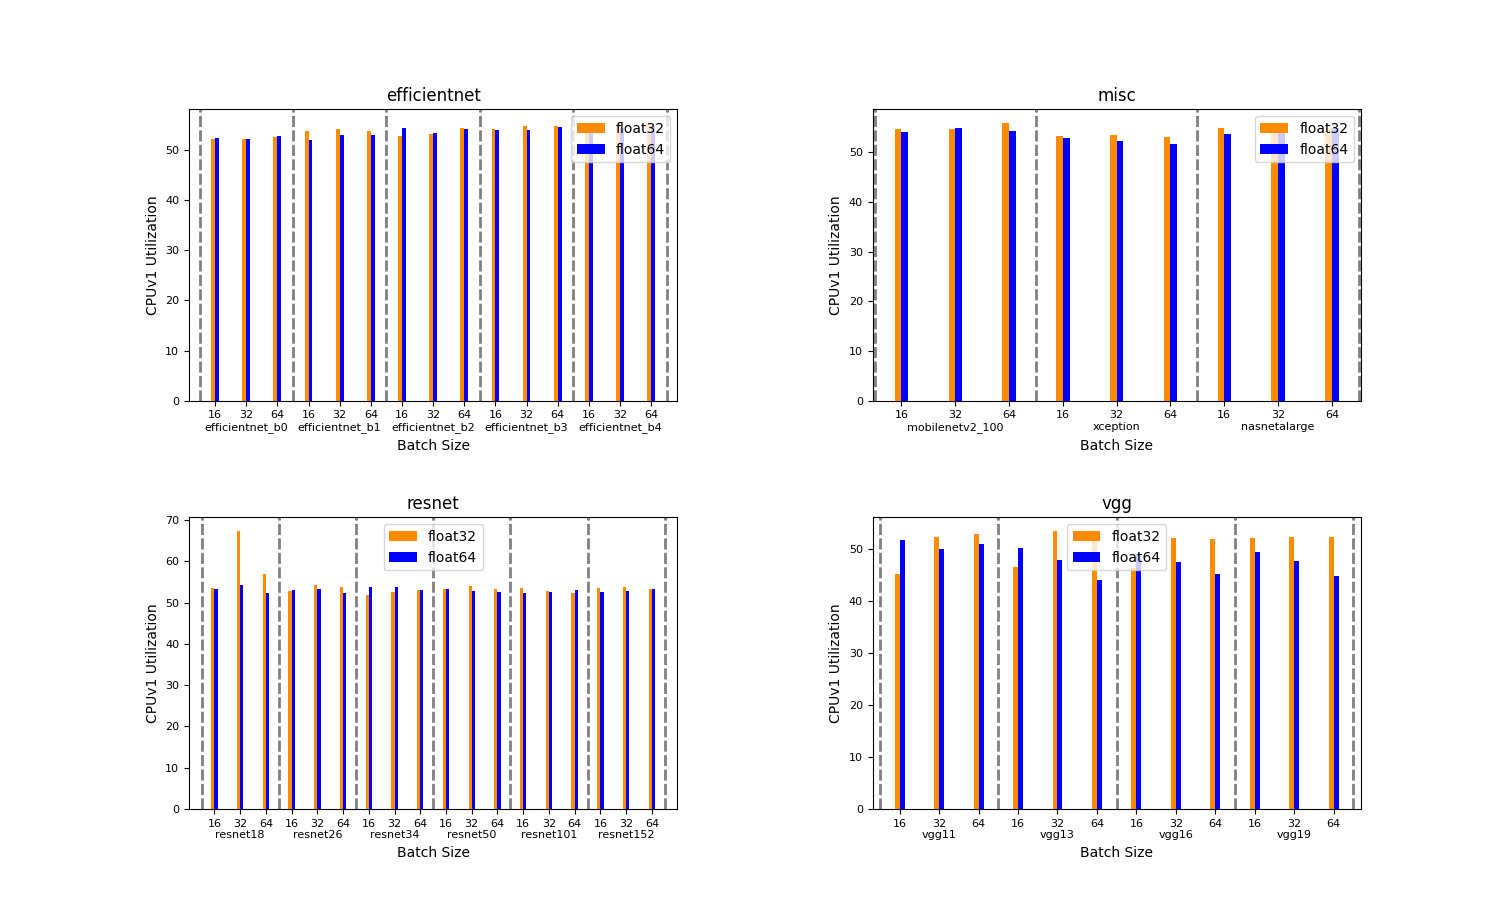 efficientnet
float32
float64
CPUv1 Utilization
50
40
30
20
10
0
16 32 64 16 32 64 16 32 64 16 32 64 16 32 64
efficientnet_b0 efficientnet_b1 efficientnet_b2 efficientnet_b3 efficientnet_b4
Batch Size
misc
float32
float64
CPUv1 Utilization
50
40
30
20
10
0
16 32 64 16 32 64 16 32 64
mobilenetv2_100 xception nasnetalarge
Batch Size
resnet
float32
float64
CPUv1 Utilization
70
60
50
40
30
20
10
0
16 32 64 16 32 64 16 32 64 16 32 64 16 32 64 16 32 64
resnet18 resnet26 resnet34 resnet50 resnet101 resnet152
Batch Size
vgg
float32
float64
CPUv1 Utilization
50
40
30
20
10
0
16 32 64 16 32 64 16 32 64 16 32 64
vgg11 vgg13 vgg16 vgg19
Batch Size